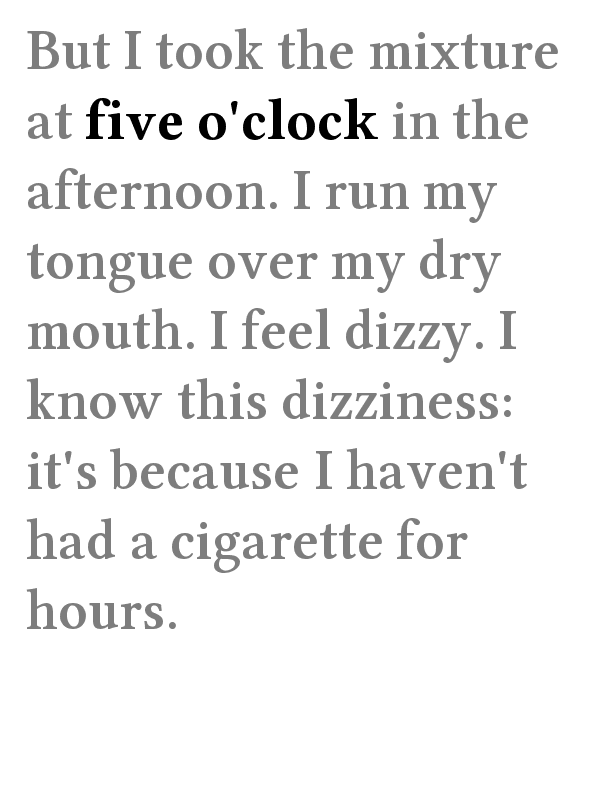 But I took the mixture
at five o'clock in the
afternoon. I run my
tongue over my dry
mouth. I feel dizzy. I
know this dizziness:
it's because I haven't
had a cigarette for
hours.